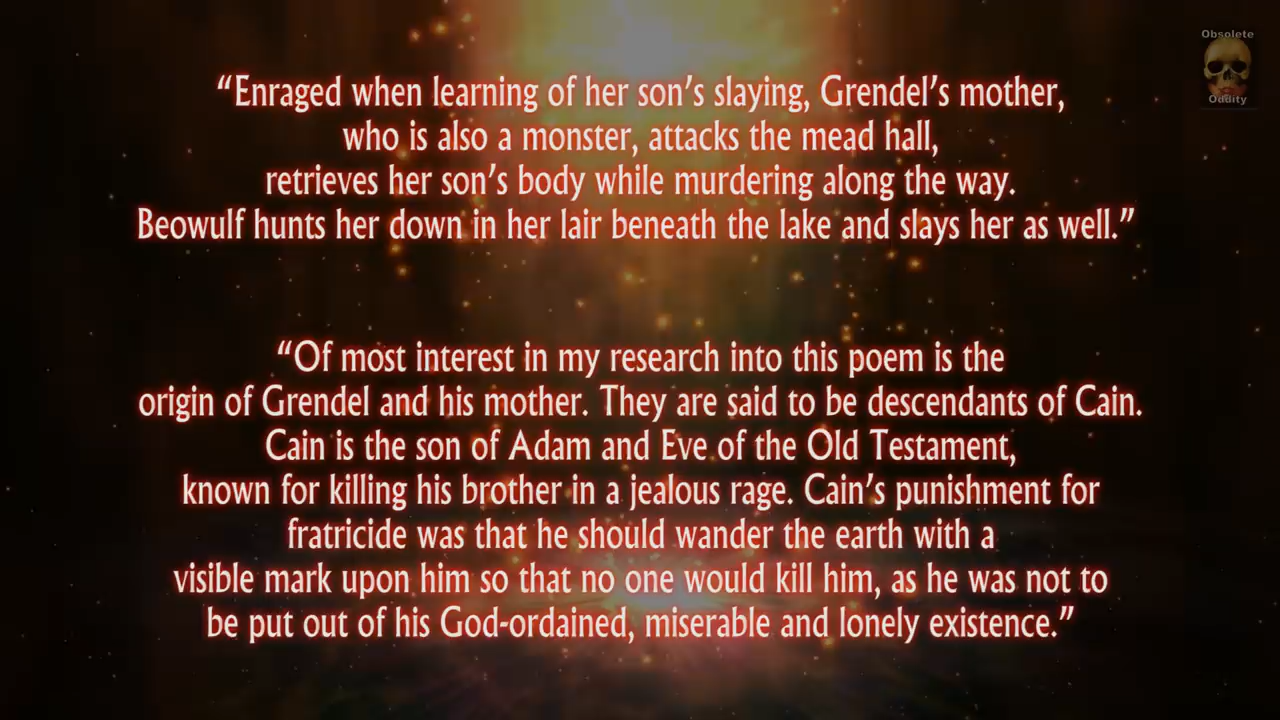 Obsolete
Oddity
“Enraged when learning of her son’s slaying, Grendel’s mother,
who is also a monster, attacks the mead hall,
retrieves her son’s body while murdering along the way.
Beowulf hunts her down in her lair beneath the lake and slays her as well.”
“Of most interest in my research into this poem is the
origin of Grendel and his mother. They are said to be descendants of Cain.
Cain is the son of Adam and Eve of the Old Testament,
known for killing his brother in a jealous rage. Cain’s punishment for
fratricide was that he should wander the earth with a
visible mark upon him so that no one would kill him, as he was not to
be put out of his God-ordained, miserable and lonely existence.”